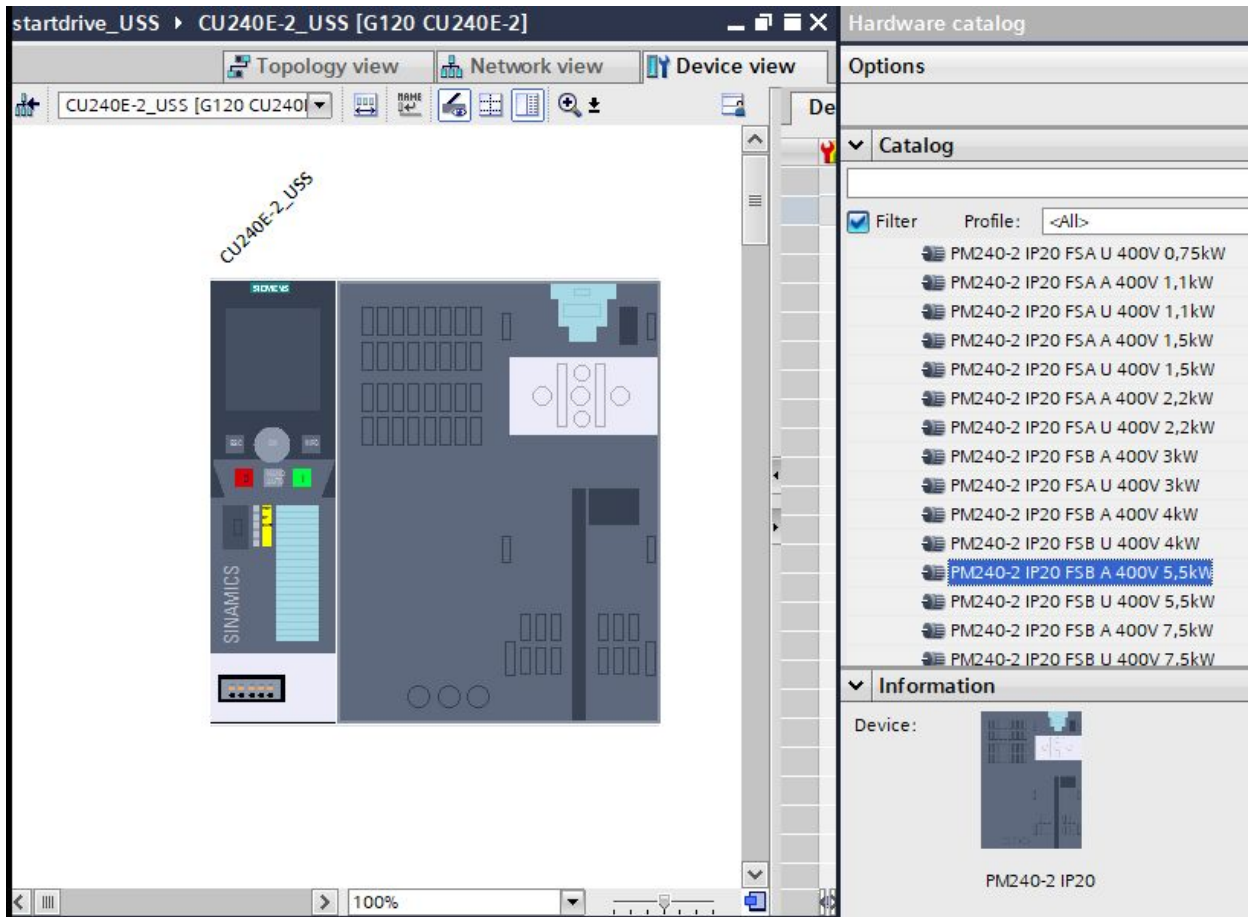 startdrive_USS ▸ CU240E-2_USS [G120 CU240E-2]
Topology view
Network view
Device view
CU240E-2_USS [G120 CU240I
NAME
De
CU240E-2_USS
SIEMENS
SINAMICS
100%
Hardware catalog
Options
Catalog
Filter
Profile: <All>
PM240-2 IP20 FSA U 400V 0,75kW
PM240-2 IP20 FSA A 400V 1,1kW
PM240-2 IP20 FSA U 400V 1,1kW
PM240-2 IP20 FSA A 400V 1,5kW
PM240-2 IP20 FSA U 400V 1,5kW
PM240-2 IP20 FSA A 400V 2,2kW
PM240-2 IP20 FSA U 400V 2,2kW
PM240-2 IP20 FSB A 400V 3kW
PM240-2 IP20 FSA U 400V 3kW
PM240-2 IP20 FSB A 400V 4kW
PM240-2 IP20 FSB U 400V 4kW
PM240-2 IP20 FSB A 400V 5,5kW
PM240-2 IP20 FSB U 400V 5,5kW
PM240-2 IP20 FSB A 400V 7,5kW
PM240-2 IP20 FSB U 400V 7,5kW
Information
Device:
PM240-2 IP20